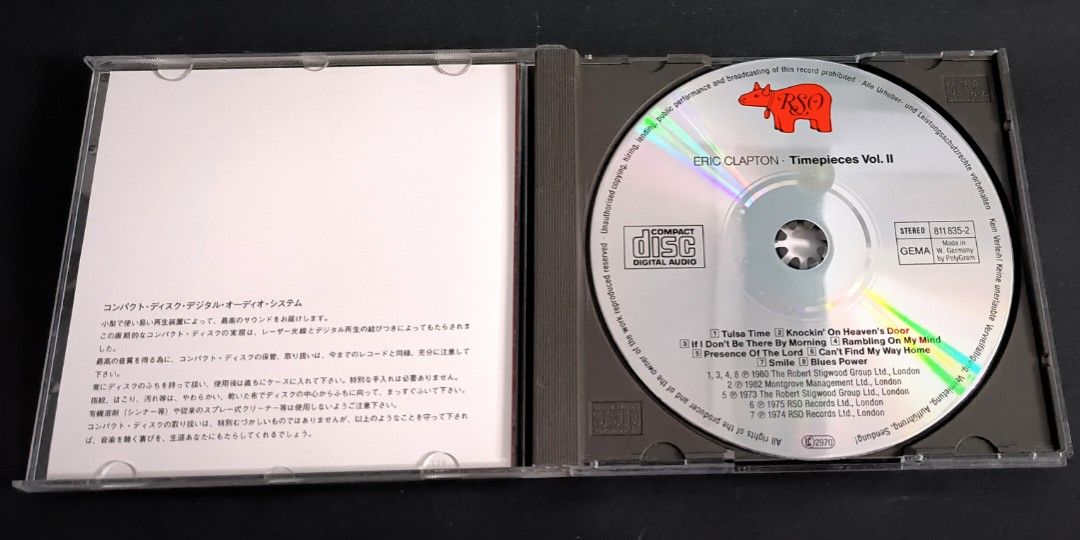 コンパクト・ディスク・デジタル・オーディオ・システム
小型で使い易い再生装置によって、最高のサウンドをお届けします。
この画期的なコンパクト・ディスクの実現は、レーザー光線とデジタル再生の結びつきによってもたらされま
した。
最高の音質を得る為に、コンパクト・ディスクの保管、取り扱いは、今までのレコードと同様、充分に注意して
下さい。
常にディスクのふちを持って扱い、使用後は直ちにケースに入れて下さい。特別な手入れは必要ありません。
指紋、ほこり、汚れ等は、やわらかい、乾いた布でディスクの中心からふちに向って、まっすぐふいて下さい。
有機溶剤（シンナー等）や従来のスプレー式クリーナー等は使用しないようご注意下さい。
コンパクト・ディスクの取り扱いは、特別むづかしいものではありませんが、以上のようなことを守って下され
ば、音楽を聴く喜びを、生涯あなたにもたらしてくれるでしょう。
RSO
ERIC CLAPTON · Timepieces Vol. II
COMPACT
disc
DIGITAL AUDIO
STEREO 811 835-2
GEMA Made in W. Germany by PolyGram
1 Tulsa Time 2 Knockin' On Heaven's Door
3 If I Don't Be There By Morning 4 Rambling On My Mind
5 Presence Of The Lord 6 Can't Find My Way Home
7 Smile 8 Blues Power
1, 3, 4, 8 ℗ 1980 The Robert Stigwood Group Ltd., London
2 ℗ 1982 Montgrove Management Ltd., London
5 ℗ 1973 The Robert Stigwood Group Ltd., London
6 ℗ 1975 RSO Records Ltd., London
7 ℗ 1974 RSO Records Ltd., London
LC 2970
All rights of the producer and of the owner of the work reproduced reserved · Unauthorised copying, hiring, lending, public performance and broadcasting of this record prohibited · Alle Urheber- und Leistungsschutzrechte vorbehalten · Kein Verleih! Keine unerlaubte Vervielfältigung, Vermietung, Aufführung, Sendung!